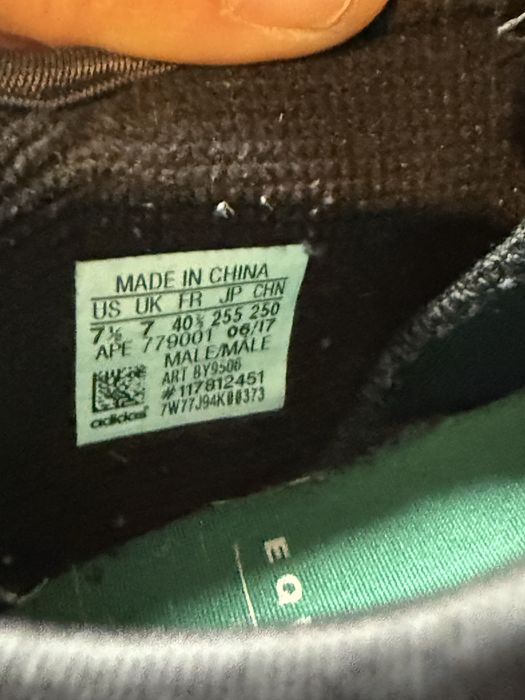 MADE IN CHINA
US UK FR JP CHN
7½ 7 40⅔ 255 250
APE 779001 06/17
MALE/MALE
ART BY9506
#117812451
7W77J94K00373
adidas
EQ